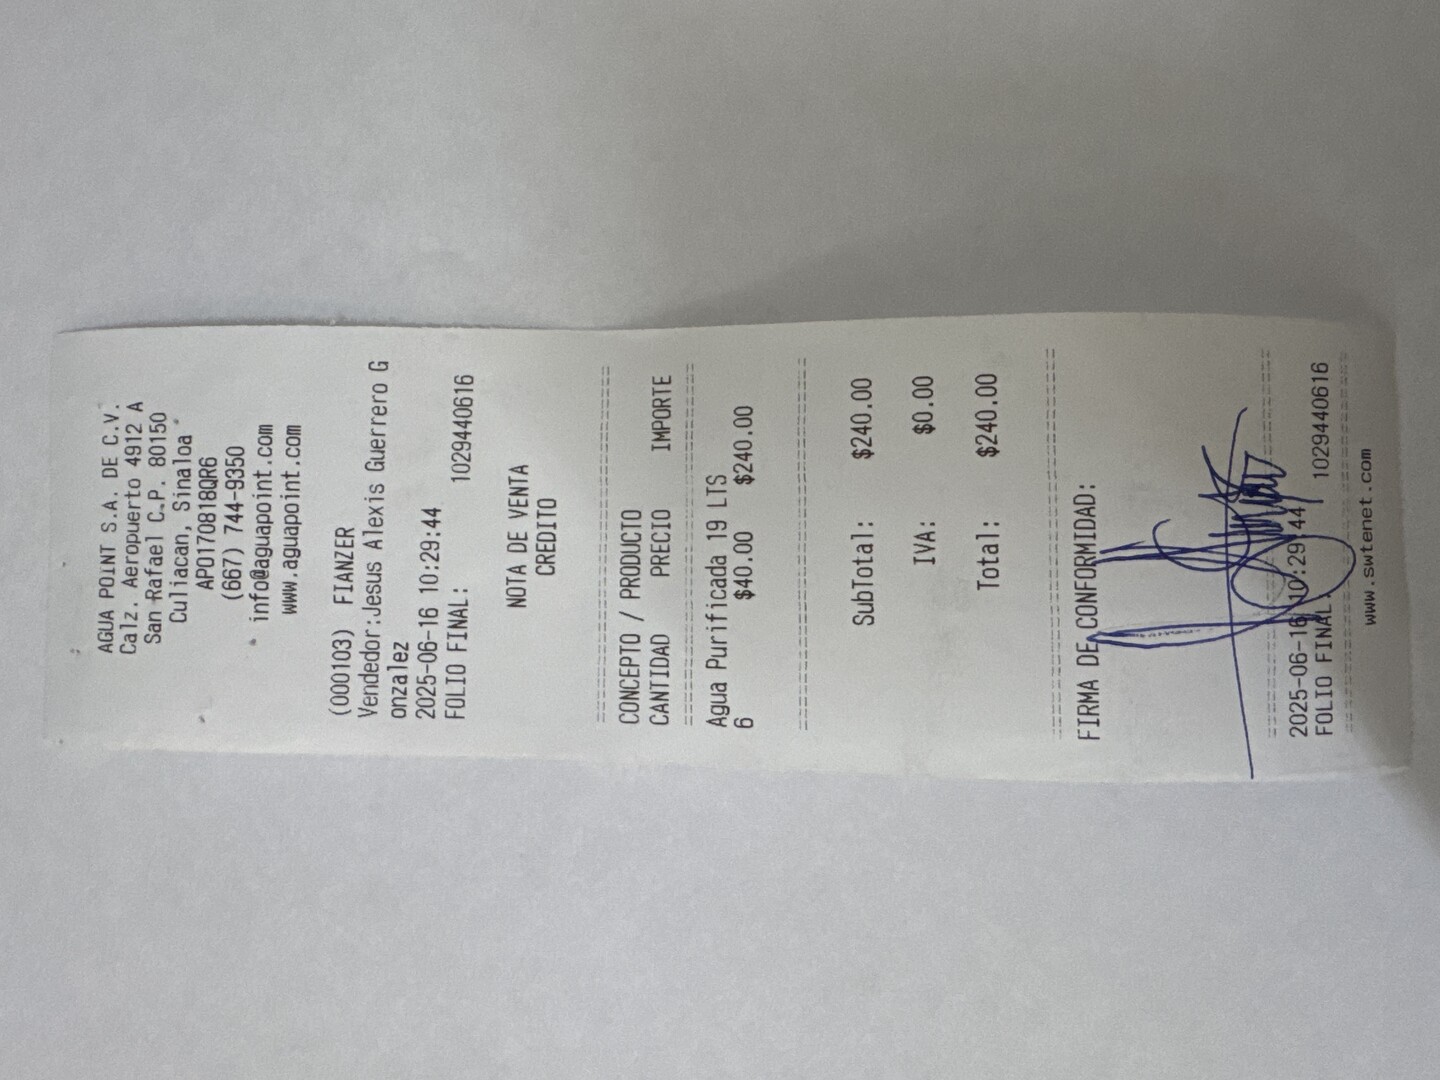 AGUA POINT S.A. DE C.V.
Calz. Aeropuerto 4912 A
San Rafael C.P. 80150
Culiacan, Sinaloa
APO170818QR6
(667) 744-9350
info@aguapoint.com
www.aguapoint.com
(000103) FIANZER
Vendedor:Jesus Alexis Guerrero G
onzalez
2025-06-16 10:29:44
FOLIO FINAL: 1029440616
NOTA DE VENTA
CREDITO
CONCEPTO / PRODUCTO
CANTIDAD PRECIO IMPORTE
Agua Purificada 19 LTS
6 $40.00 $240.00
SubTotal: $240.00
IVA: $0.00
Total: $240.00
FIRMA DE CONFORMIDAD:
2025-06-16 10:29:44
FOLIO FINAL 1029440616
www.swtenet.com